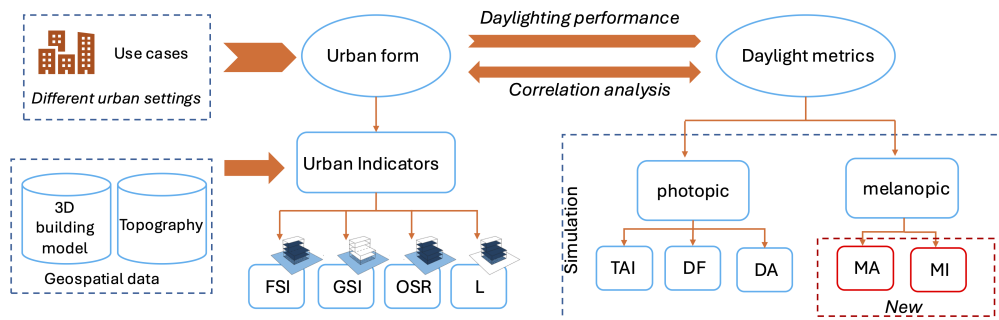 Use cases
Different urban settings
Urban form
Daylighting performance
Correlation analysis
Daylight metrics
3D
building
model
Topography
Geospatial data
Urban Indicators
FSI
GSI
OSR
L
Simulation
photopic
melanopic
TAI
DF
DA
MA
MI
New